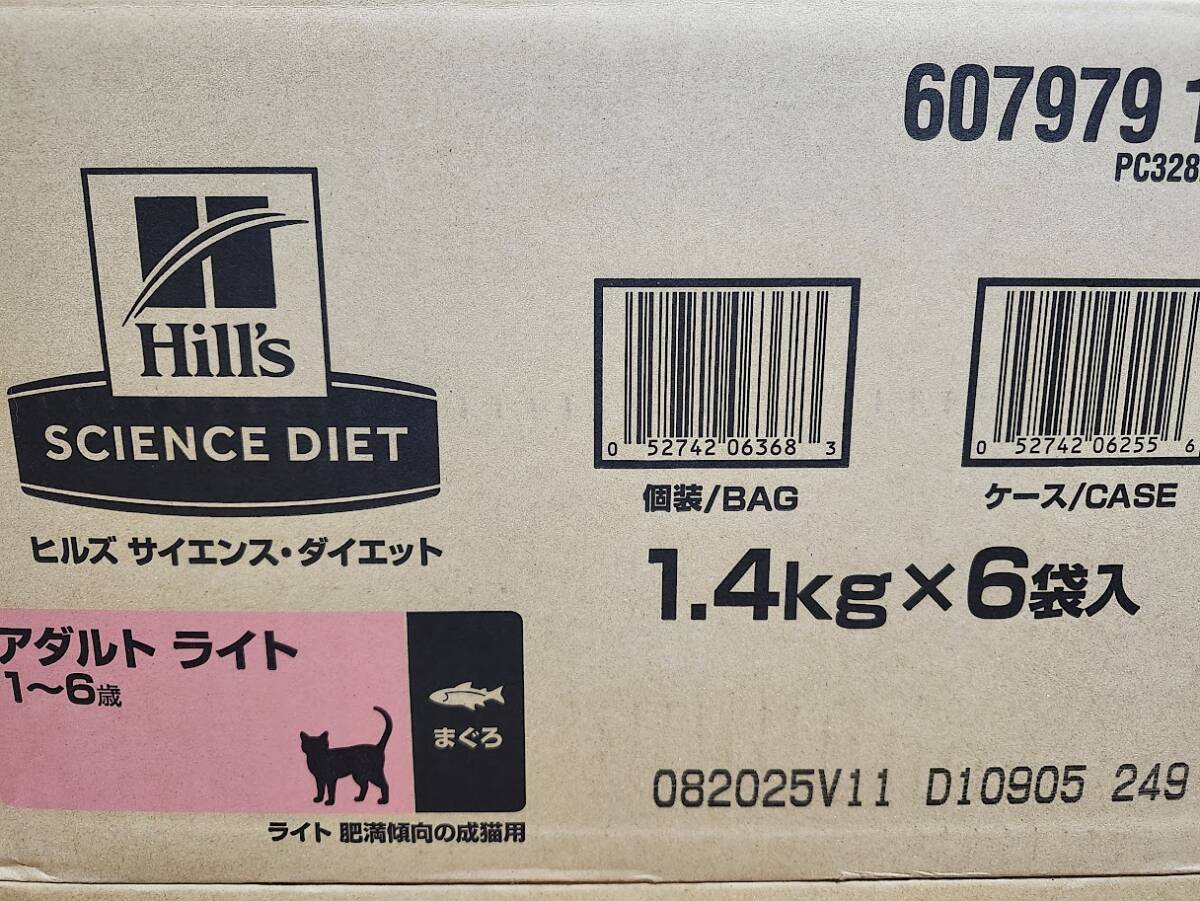 607979 1
PC328
Hill's
SCIENCE DIET
ヒルズ サイエンス・ダイエット
0 52742 06368 3
個装/BAG
0 52742 06255 6
ケース/CASE
1.4kg×6袋入
アダルト ライト
1〜6歳
まぐろ
ライト 肥満傾向の成猫用
082025V11 D10905 249